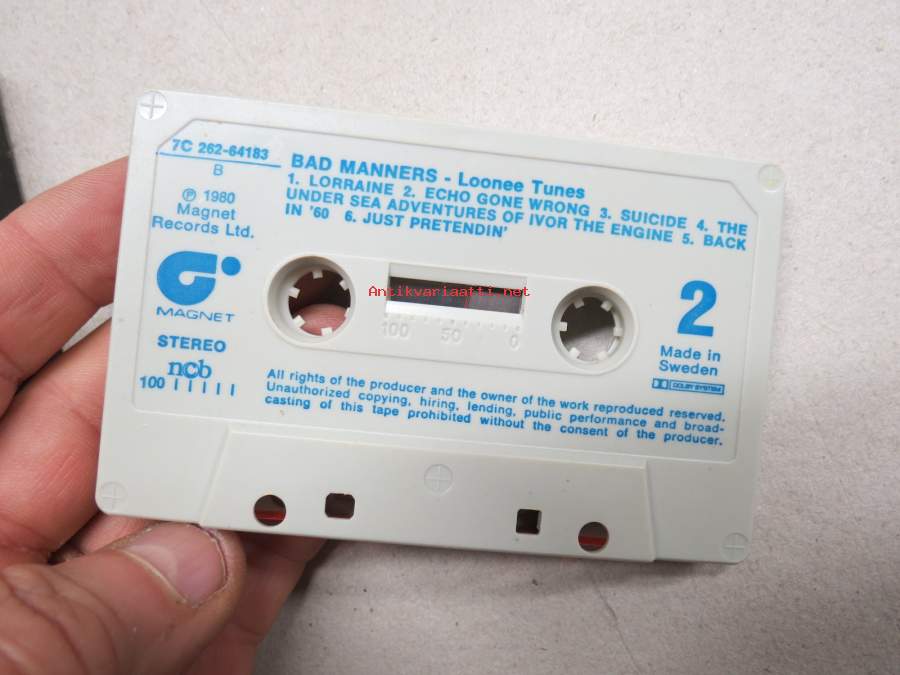 7C 262-64183
B
℗ 1980
Magnet
Records Ltd.
BAD MANNERS - Loonee Tunes
1. LORRAINE 2. ECHO GONE WRONG 3. SUICIDE 4. THE
UNDER SEA ADVENTURES OF IVOR THE ENGINE 5. BACK
IN '60 6. JUST PRETENDIN'
MAGNET
STEREO
ncb
100
Antikvariaatti.net
100 50 0
2
Made in
Sweden
DOLBY SYSTEM
All rights of the producer and the owner of the work reproduced reserved.
Unauthorized copying, hiring, lending, public performance and broad-
casting of this tape prohibited without the consent of the producer.